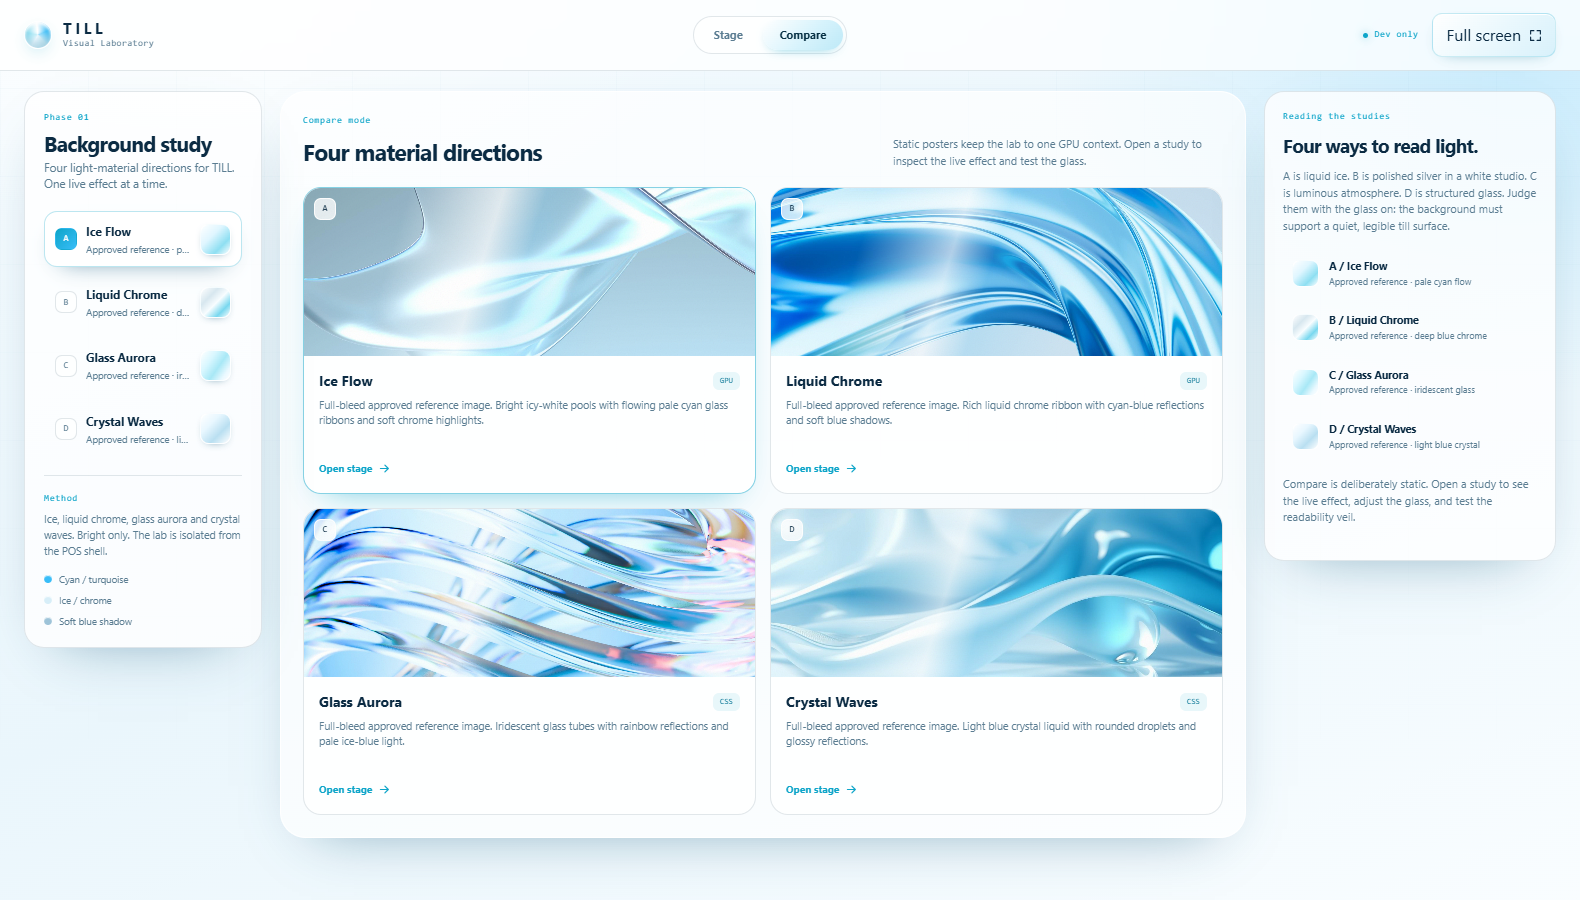 TILL
Visual Laboratory
Stage
Compare
Dev only
Full screen
Phase 01
Background study
Four light-material directions for TILL.
One live effect at a time.
A
Ice Flow
Approved reference · p...
B
Liquid Chrome
Approved reference · d...
C
Glass Aurora
Approved reference · ir...
D
Crystal Waves
Approved reference · li...
Method
Ice, liquid chrome, glass aurora and crystal
waves. Bright only. The lab is isolated from
the POS shell.
Cyan / turquoise
Ice / chrome
Soft blue shadow
Compare mode
Four material directions
Static posters keep the lab to one GPU context. Open a study to
inspect the live effect and test the glass.
A
Ice Flow
GPU
Full-bleed approved reference image. Bright icy-white pools with flowing pale cyan glass
ribbons and soft chrome highlights.
Open stage
B
Liquid Chrome
GPU
Full-bleed approved reference image. Rich liquid chrome ribbon with cyan-blue reflections
and soft blue shadows.
Open stage
C
Glass Aurora
CSS
Full-bleed approved reference image. Iridescent glass tubes with rainbow reflections and
pale ice-blue light.
Open stage
D
Crystal Waves
CSS
Full-bleed approved reference image. Light blue crystal liquid with rounded droplets and
glossy reflections.
Open stage
Reading the studies
Four ways to read light.
A is liquid ice. B is polished silver in a white studio. C
is luminous atmosphere. D is structured glass. Judge
them with the glass on: the background must
support a quiet, legible till surface.
A / Ice Flow
Approved reference · pale cyan flow
B / Liquid Chrome
Approved reference · deep blue chrome
C / Glass Aurora
Approved reference · iridescent glass
D / Crystal Waves
Approved reference · light blue crystal
Compare is deliberately static. Open a study to see
the live effect, adjust the glass, and test the
readability veil.